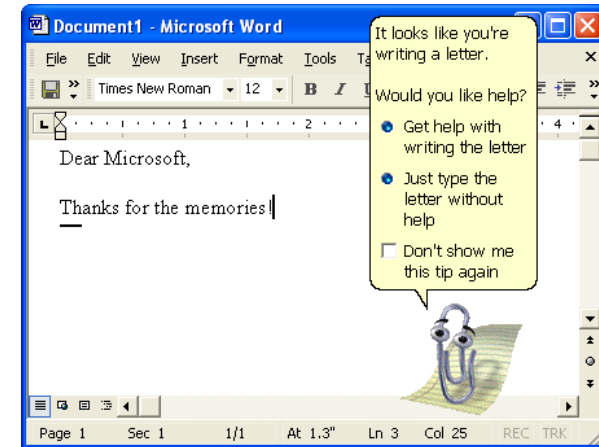 Document1 - Microsoft Word
File Edit View Insert Format Tools
Times New Roman 12 B I
1 2 4
Dear Microsoft,
Thanks for the memories!
It looks like you're
writing a letter.
Would you like help?
Get help with
writing the letter
Just type the
letter without
help
Don't show me
this tip again
Page 1 Sec 1 1/1 At 1.3" Ln 3 Col 25 REC TRK